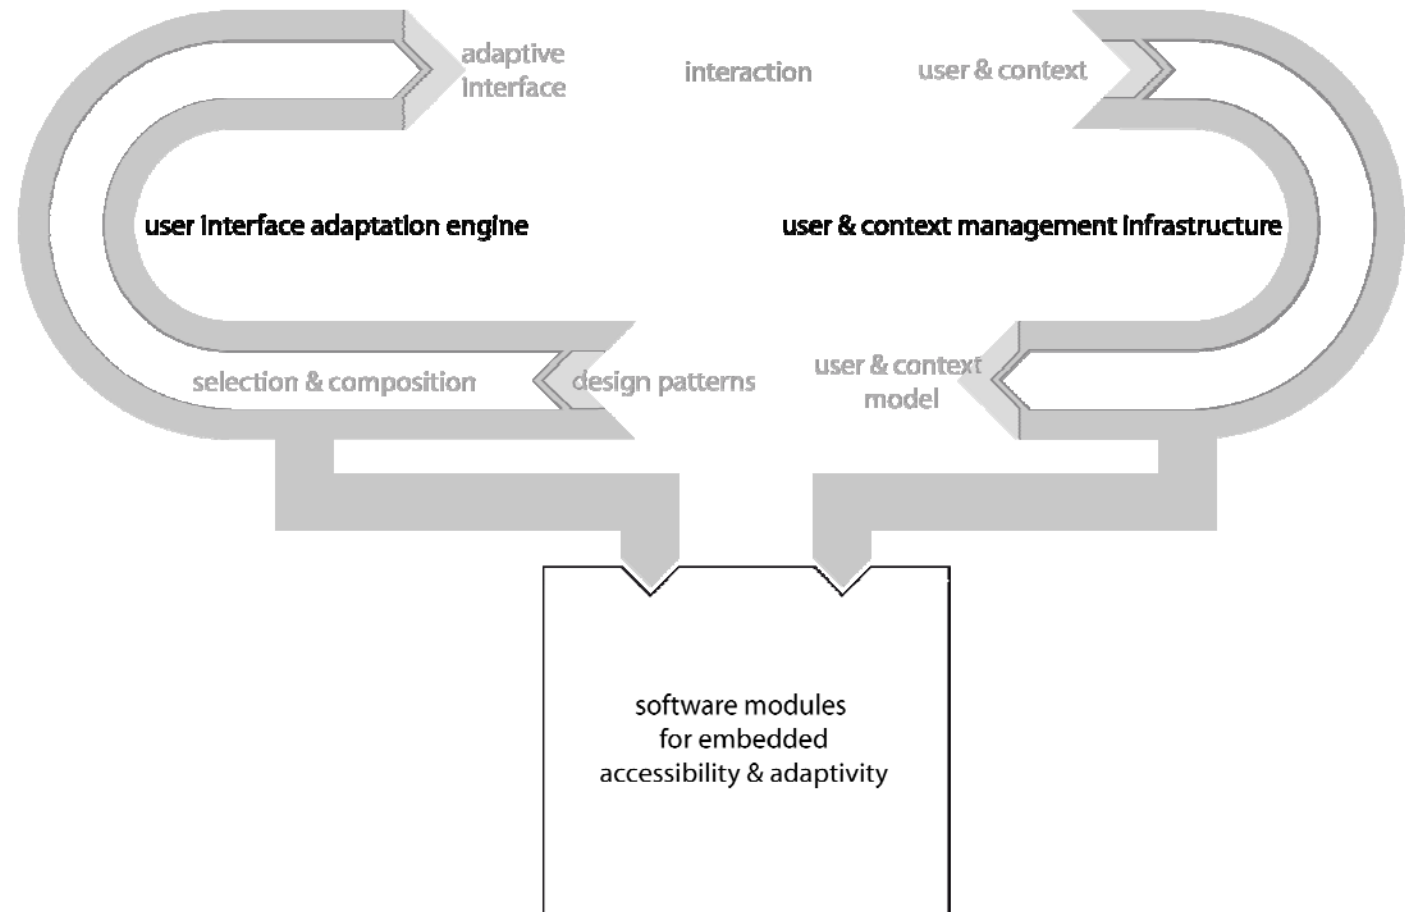 adaptive
interface
interaction
user & context
user interface adaptation engine
user & context management infrastructure
selection & composition
design patterns
user & context
model
software modules
for embedded
accessibility & adaptivity